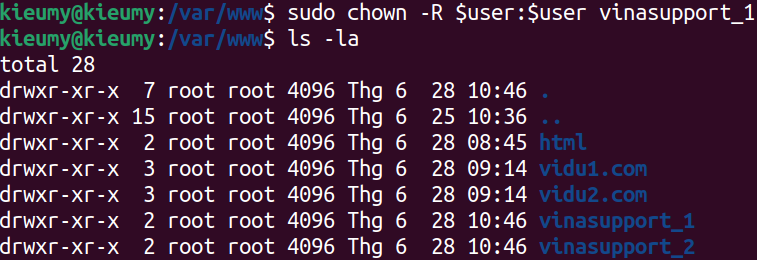 kieumy@kieumy:/var/www$ sudo chown -R $user:$user vinasupport_1
kieumy@kieumy:/var/www$ ls -la
total 28
drwxr-xr-x  7 root root 4096 Thg 6  28 10:46 .
drwxr-xr-x 15 root root 4096 Thg 6  25 10:36 ..
drwxr-xr-x  2 root root 4096 Thg 6  28 08:45 html
drwxr-xr-x  3 root root 4096 Thg 6  28 09:14 vidu1.com
drwxr-xr-x  3 root root 4096 Thg 6  28 09:14 vidu2.com
drwxr-xr-x  2 root root 4096 Thg 6  28 10:46 vinasupport_1
drwxr-xr-x  2 root root 4096 Thg 6  28 10:46 vinasupport_2